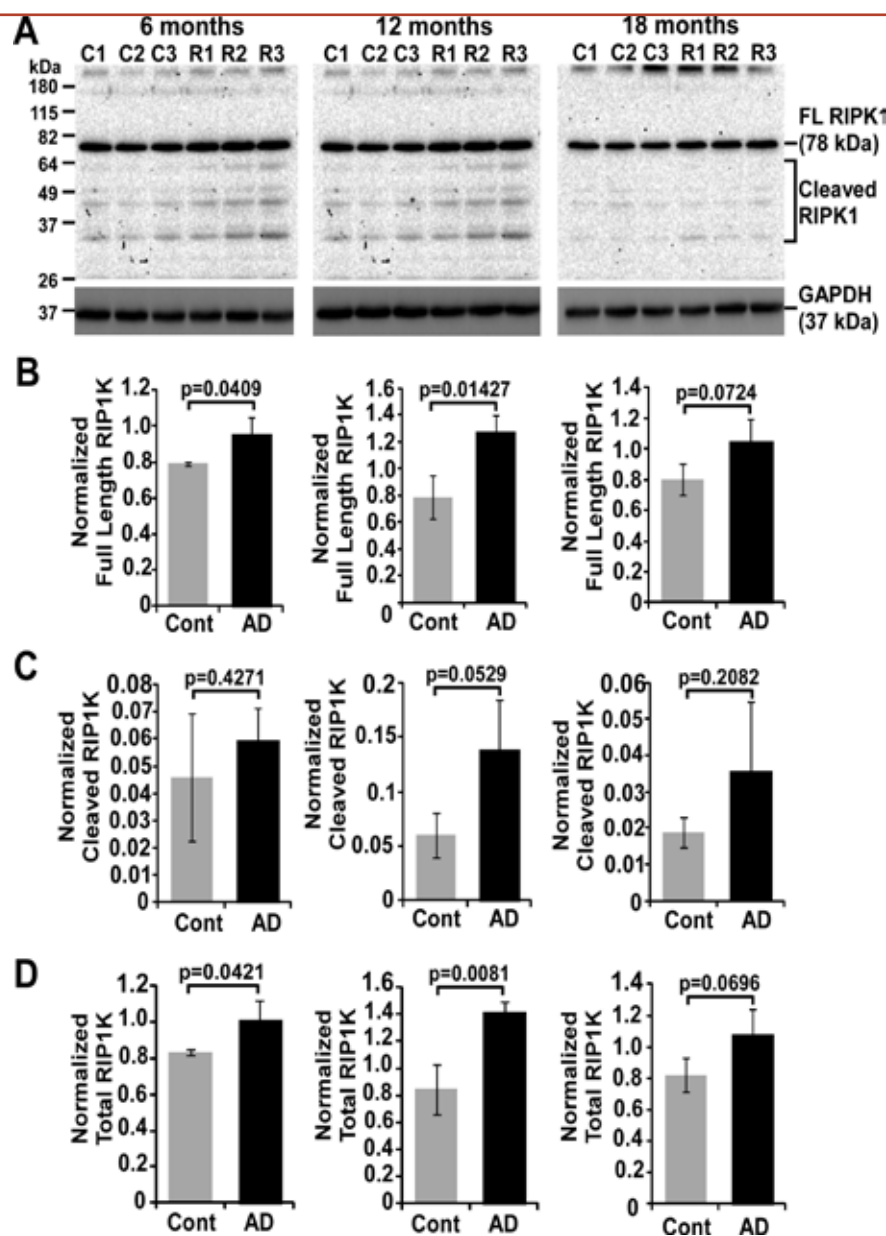 A
6 months
12 months
18 months
kDa
C1 C2 C3 R1 R2 R3
C1 C2 C3 R1 R2 R3
C1 C2 C3 R1 R2 R3
180
115
82
64
49
37
26
37
FL RIPK1
(78 kDa)
Cleaved
RIPK1
GAPDH
(37 kDa)
B
Normalized
Full Length RIP1K
1.2
1.0
0.8
0.6
0.4
0.2
0
p=0.0409
Cont AD
Normalized
Full Length RIP1K
1.6
1.4
1.2
1.0
0.8
0.6
0.4
0.2
0
p=0.01427
Cont AD
Normalized
Full Length RIP1K
1.4
1.2
1.0
0.8
0.6
0.4
0.2
0
p=0.0724
Cont AD
C
Normalized
Cleaved RIP1K
0.08
0.07
0.06
0.05
0.04
0.03
0.02
0.01
0
p=0.4271
Cont AD
Normalized
Cleaved RIP1K
0.2
0.15
0.1
0.05
0
p=0.0529
Cont AD
Normalized
Cleaved RIP1K
0.06
0.05
0.04
0.03
0.02
0.01
0
p=0.2082
Cont AD
D
Normalized
Total RIP1K
1.2
1.0
0.8
0.6
0.4
0.2
0
p=0.0421
Cont AD
Normalized
Total RIP1K
1.6
1.4
1.2
1.0
0.8
0.6
0.4
0.2
0
p=0.0081
Cont AD
Normalized
Total RIP1K
1.4
1.2
1.0
0.8
0.6
0.4
0.2
0
p=0.0696
Cont AD